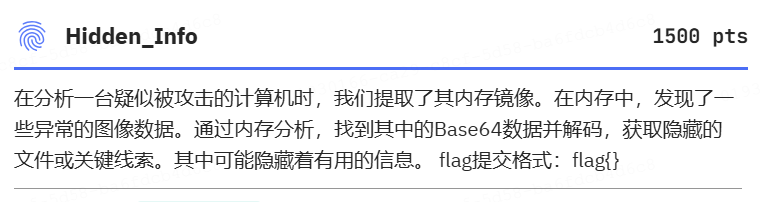 Hidden_Info 1500 pts
在分析一台疑似被攻击的计算机时，我们提取了其内存镜像。在内存中，发现了一
些异常的图像数据。通过内存分析，找到其中的Base64数据并解码，获取隐藏的
文件或关键线索。其中可能隐藏着有用的信息。 flag提交格式：flag{}